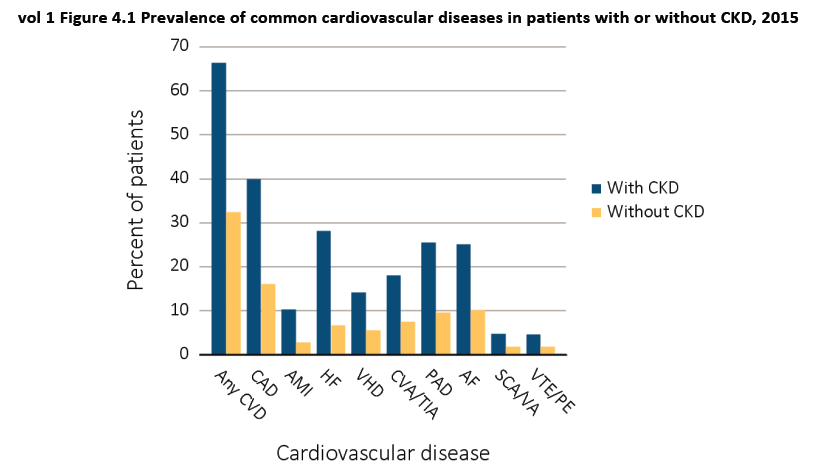 vol 1 Figure 4.1 Prevalence of common cardiovascular diseases in patients with or without CKD, 2015
70
60
50
40
30
20
10
0
Percent of patients
With CKD
Without CKD
Any CVD
CAD
AMI
HF
VHD
CVA/TIA
PAD
AF
SCA/VA
VTE/PE
Cardiovascular disease